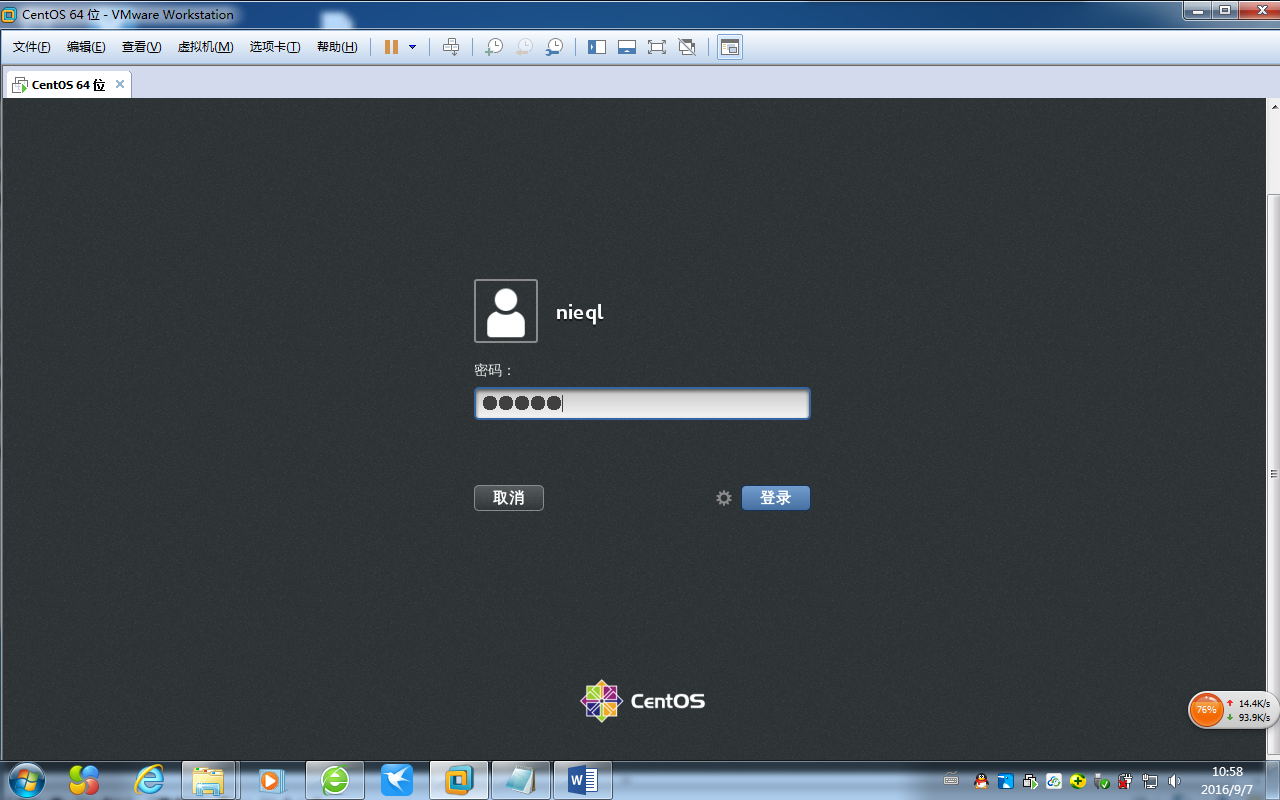 CentOS 64 位 - VMware Workstation
文件(F) 编辑(E) 查看(V) 虚拟机(M) 选项卡(T) 帮助(H)
CentOS 64 位
nieql
密码：
取消
登录
CentOS
76%
14.4K/s
93.9K/s
10:58
2016/9/7